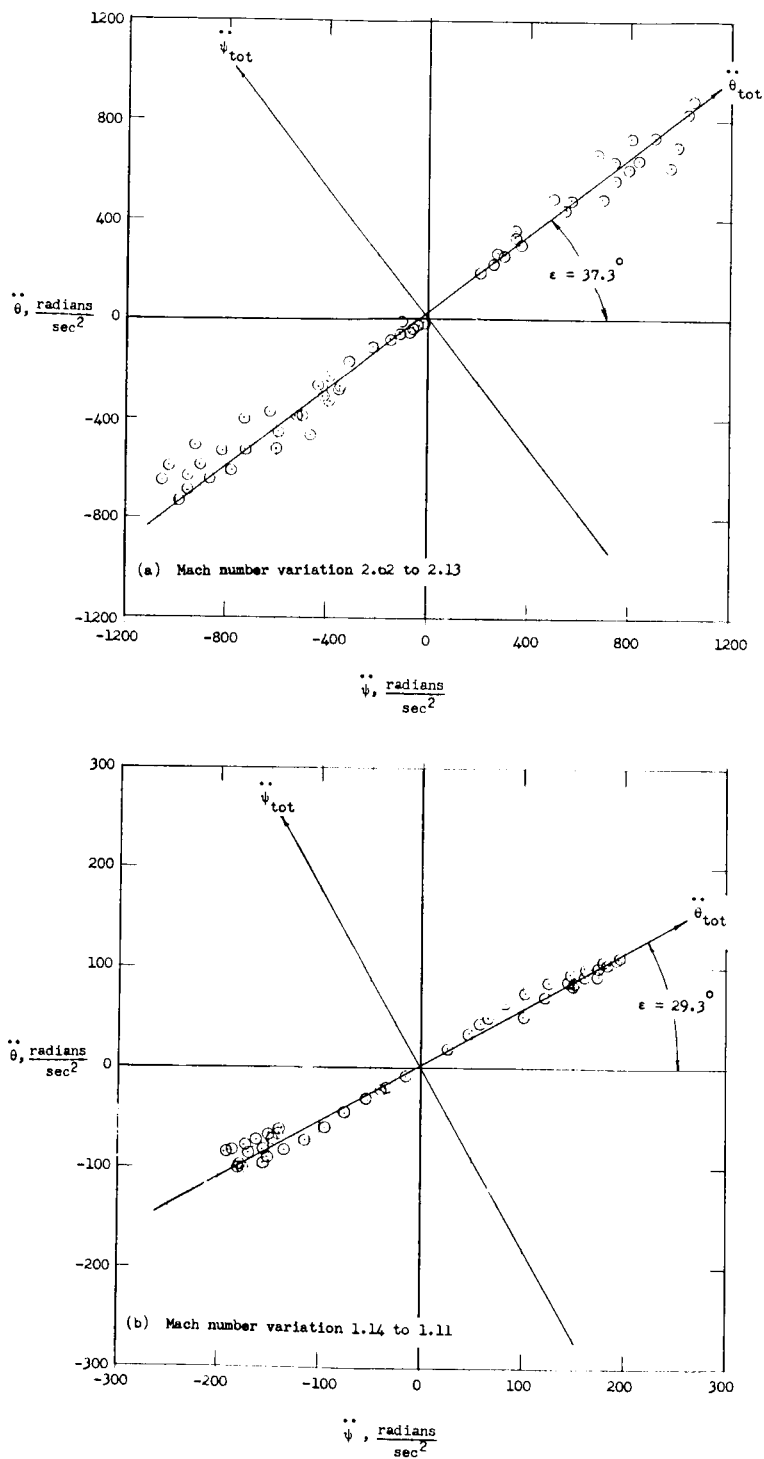 1200
800
400
0
-400
-800
-1200
θ̈, radians/sec²
ψ̈tot
θ̈tot
ε = 37.3°
(a) Mach number variation 2.62 to 2.13
-1200
-800
-400
0
400
800
1200
ψ̈, radians/sec²
300
200
100
0
-100
-200
-300
θ̈, radians/sec²
ψ̈tot
θ̈tot
ε = 29.3°
(b) Mach number variation 1.14 to 1.11
-300
-200
-100
0
100
200
300
ψ̈, radians/sec²